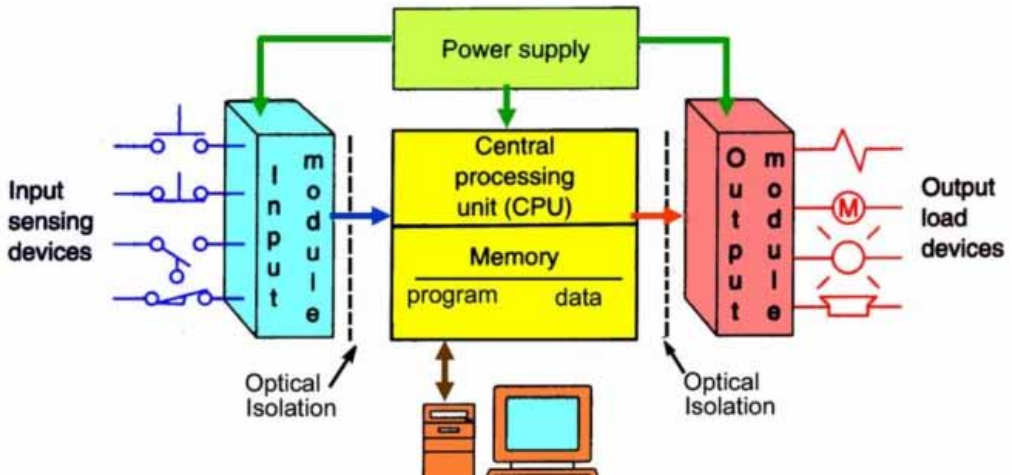 Power supply
Input
sensing
devices
Input
module
Central
processing
unit (CPU)
Memory
program data
Output
module
M
Output
load
devices
Optical
Isolation
Optical
Isolation